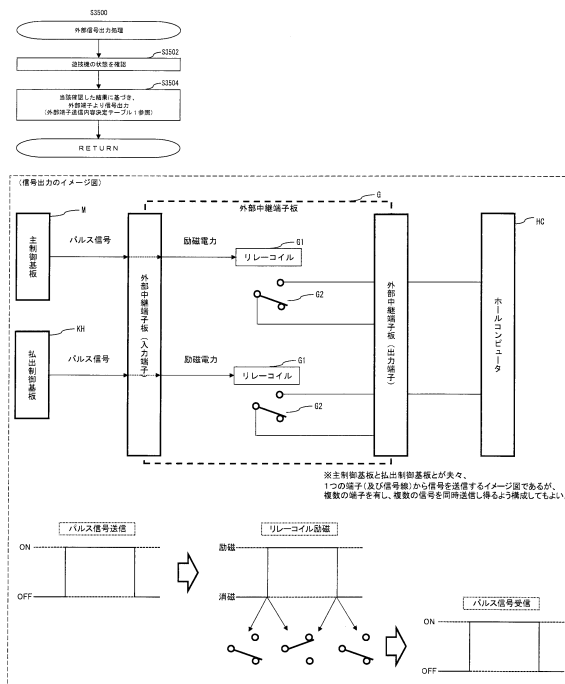 S3500
外部信号出力処理
S3502
遊技機の状態を確認
S3504
当該確認した結果に基づき、
外部端子より信号出力
(外部端子送信内容決定テーブル1参照)
RETURN
(信号出力のイメージ図)
G
外部中継端子板
M
HC
主制御基板
パルス信号
外部中継端子板(入力端子)
励磁電力
G1
リレーコイル
G2
外部中継端子板(出力端子)
ホールコンピュータ
KH
払出制御基板
パルス信号
励磁電力
G1
リレーコイル
G2
※主制御基板と払出制御基板とが夫々、
1つの端子(及び信号線)から信号を送信するイメージ図であるが、
複数の端子を有し、複数の信号を同時送信し得るよう構成してもよい。
パルス信号送信
ON
OFF
リレーコイル励磁
励磁
消磁
パルス信号受信
ON
OFF